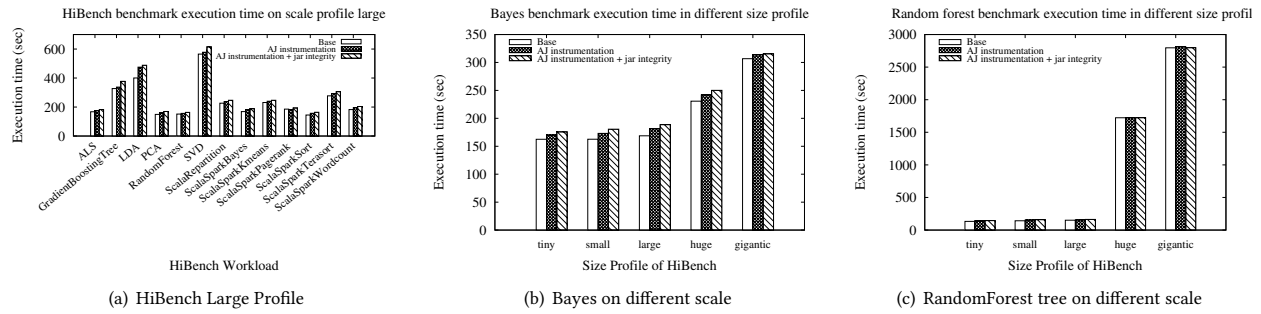 HiBench benchmark execution time on scale profile large
Execution time (sec)
600
400
200
0
Base
AJ instrumentation
AJ instrumentation + jar integrity
ALS
GradientBoostingTree
LDA
PCA
RandomForest
SVD
ScalaRepartition
ScalaSparkBayes
ScalaSparkKmeans
ScalaSparkPagerank
ScalaSparkSort
ScalaSparkTerasort
ScalaSparkWordcount
HiBench Workload
(a) HiBench Large Profile
Bayes benchmark execution time in different size profile
Execution time (sec)
350
300
250
200
150
100
50
0
Base
AJ instrumentation
AJ instrumentation + jar integrity
tiny small large huge gigantic
Size Profile of HiBench
(b) Bayes on different scale
Random forest benchmark execution time in different size profil
Execution time (sec)
3000
2500
2000
1500
1000
500
0
Base
AJ instrumentation
AJ instrumentation + jar integrity
tiny small large huge gigantic
Size Profile of HiBench
(c) RandomForest tree on different scale